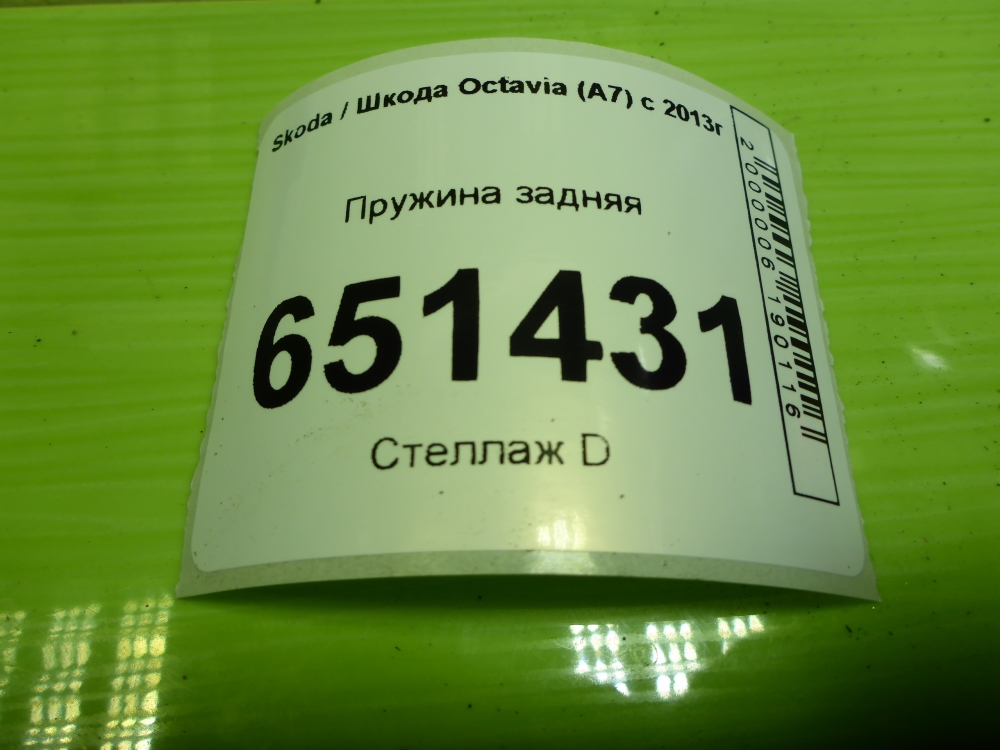 Skoda / Шкода Octavia (A7) с 2013г
Пружина задняя
651431
Стеллаж D
2000006190116